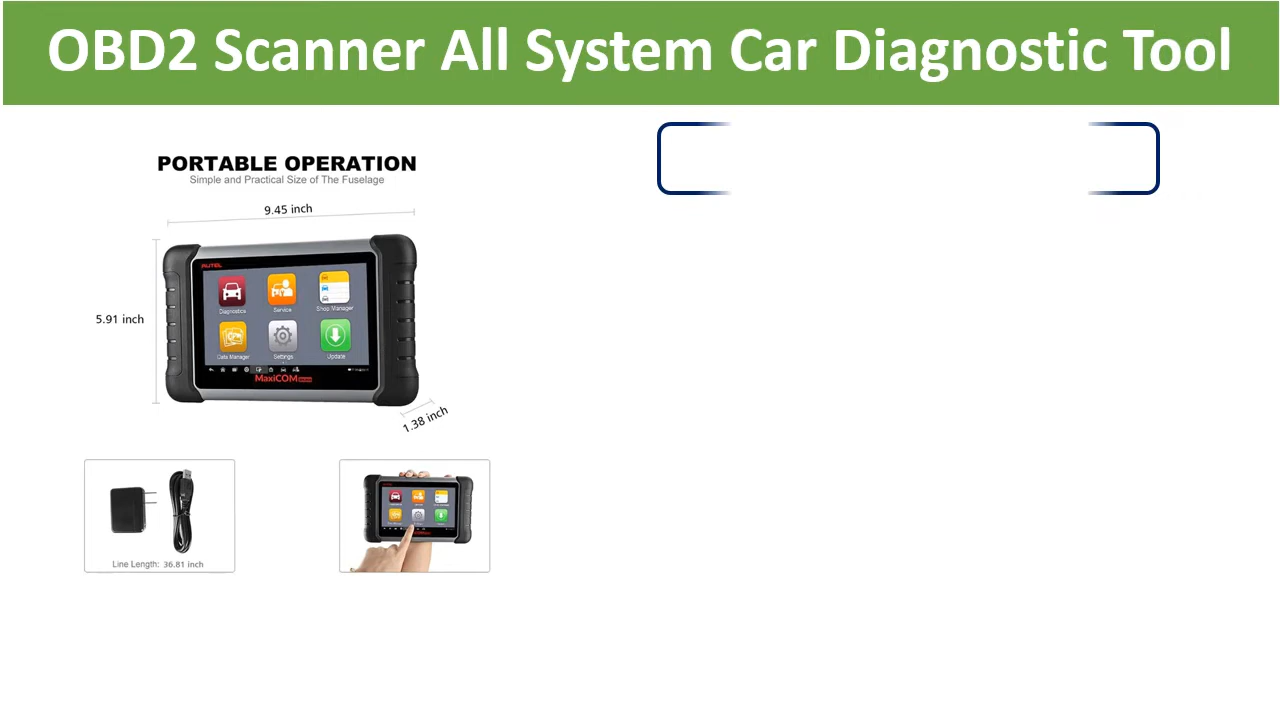 OBD2 Scanner All System Car Diagnostic Tool
PORTABLE OPERATION
Simple and Practical Size of The Fuselage
9.45 inch
5.91 inch
1.38 inch
AUTEL
Diagnostics
Service
Shop Manager
Data Manager
Settings
Update
MaxiCOM
Line Length: 36.81 inch